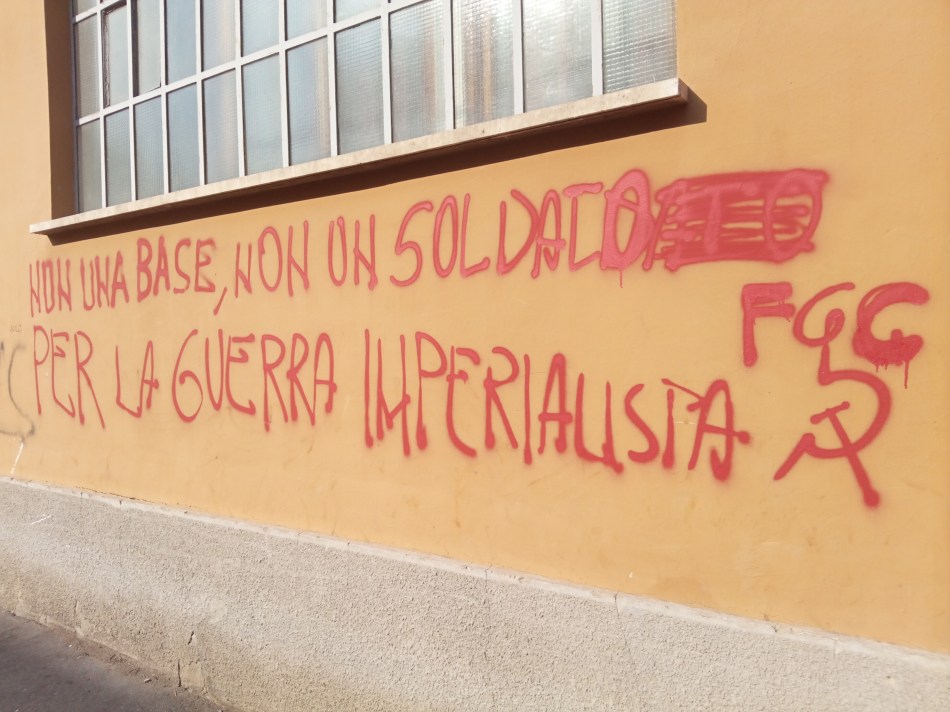 NON UNA BASE, NON UN SOLDATO
PER LA GUERRA IMPERIALISTA
FGC